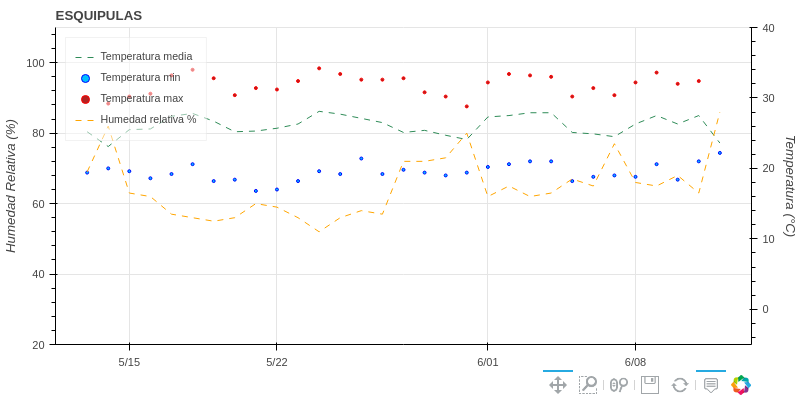 ESQUIPULAS
Temperatura media
Temperatura min
Temperatura max
Humedad relativa %
Humedad Relativa (%)
100
80
60
40
20
Temperatura (°C)
40
30
20
10
0
5/15
5/22
6/01
6/08